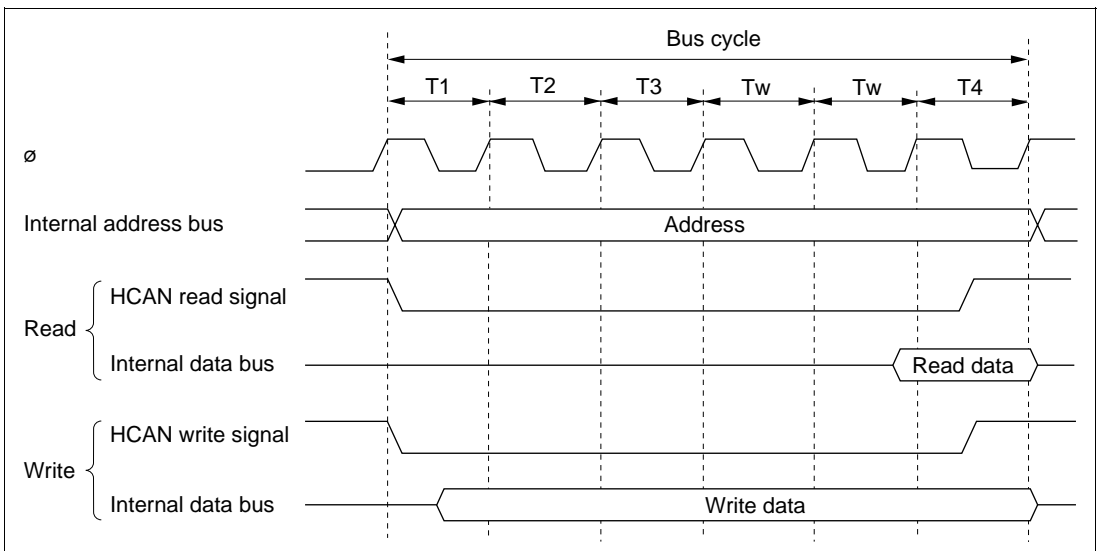 Bus cycle
T1 T2 T3 Tw Tw T4
ø
Internal address bus Address
HCAN read signal
Read
Internal data bus Read data
HCAN write signal
Write
Internal data bus Write data